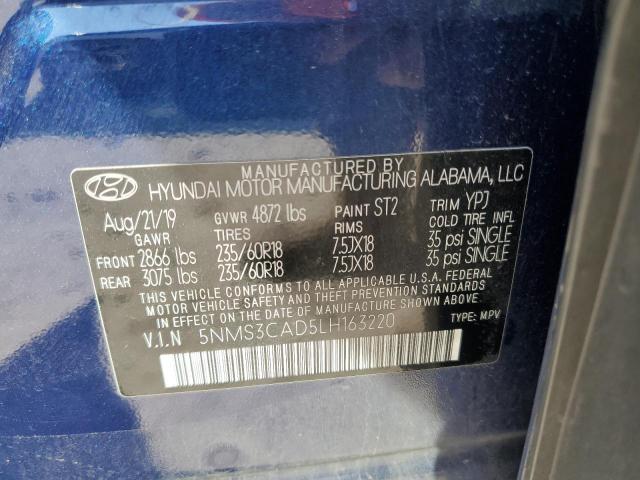 MANUFACTURED BY
HYUNDAI MOTOR MANUFACTURING ALABAMA, LLC
Aug/21/19 GVWR 4872 lbs PAINT ST2 TRIM YPJ
GAWR TIRES RIMS COLD TIRE INFL
FRONT 2866 lbs 235/60R18 7.5JX18 35 psi SINGLE
REAR 3075 lbs 235/60R18 7.5JX18 35 psi SINGLE
THIS VEHICLE CONFORMS TO ALL APPLICABLE U.S.A. FEDERAL
MOTOR VEHICLE SAFETY AND THEFT PREVENTION STANDARDS
IN EFFECT ON THE DATE OF MANUFACTURE SHOWN ABOVE.
V.I.N 5NMS3CAD5LH163220 TYPE: MPV